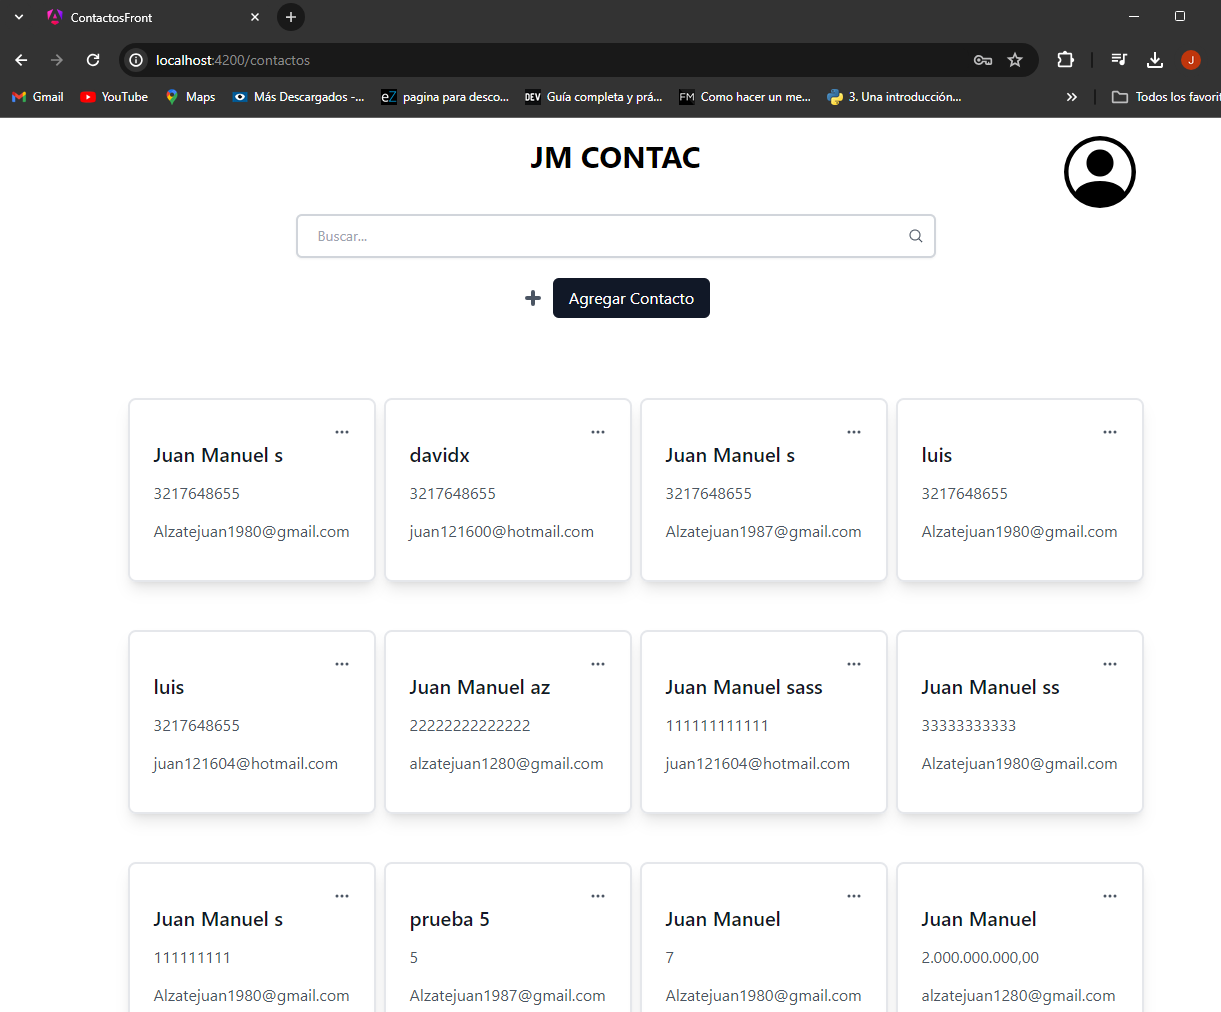 ContactosFront
localhost:4200/contactos
J
Gmail
YouTube
Maps
Más Descargados -...
eZ pagina para desco...
DEV Guía completa y prá...
FM Como hacer un me...
3. Una introducción...
Todos los favorit
JM CONTAC
Buscar...
Agregar Contacto
Juan Manuel s
3217648655
Alzatejuan1980@gmail.com
davidx
3217648655
juan121600@hotmail.com
Juan Manuel s
3217648655
Alzatejuan1987@gmail.com
luis
3217648655
Alzatejuan1980@gmail.com
luis
3217648655
juan121604@hotmail.com
Juan Manuel az
22222222222222
alzatejuan1280@gmail.com
Juan Manuel sass
111111111111
juan121604@hotmail.com
Juan Manuel ss
33333333333
Alzatejuan1980@gmail.com
Juan Manuel s
111111111
Alzatejuan1980@gmail.com
prueba 5
5
Alzatejuan1987@gmail.com
Juan Manuel
7
Alzatejuan1980@gmail.com
Juan Manuel
2.000.000.000,00
alzatejuan1280@gmail.com